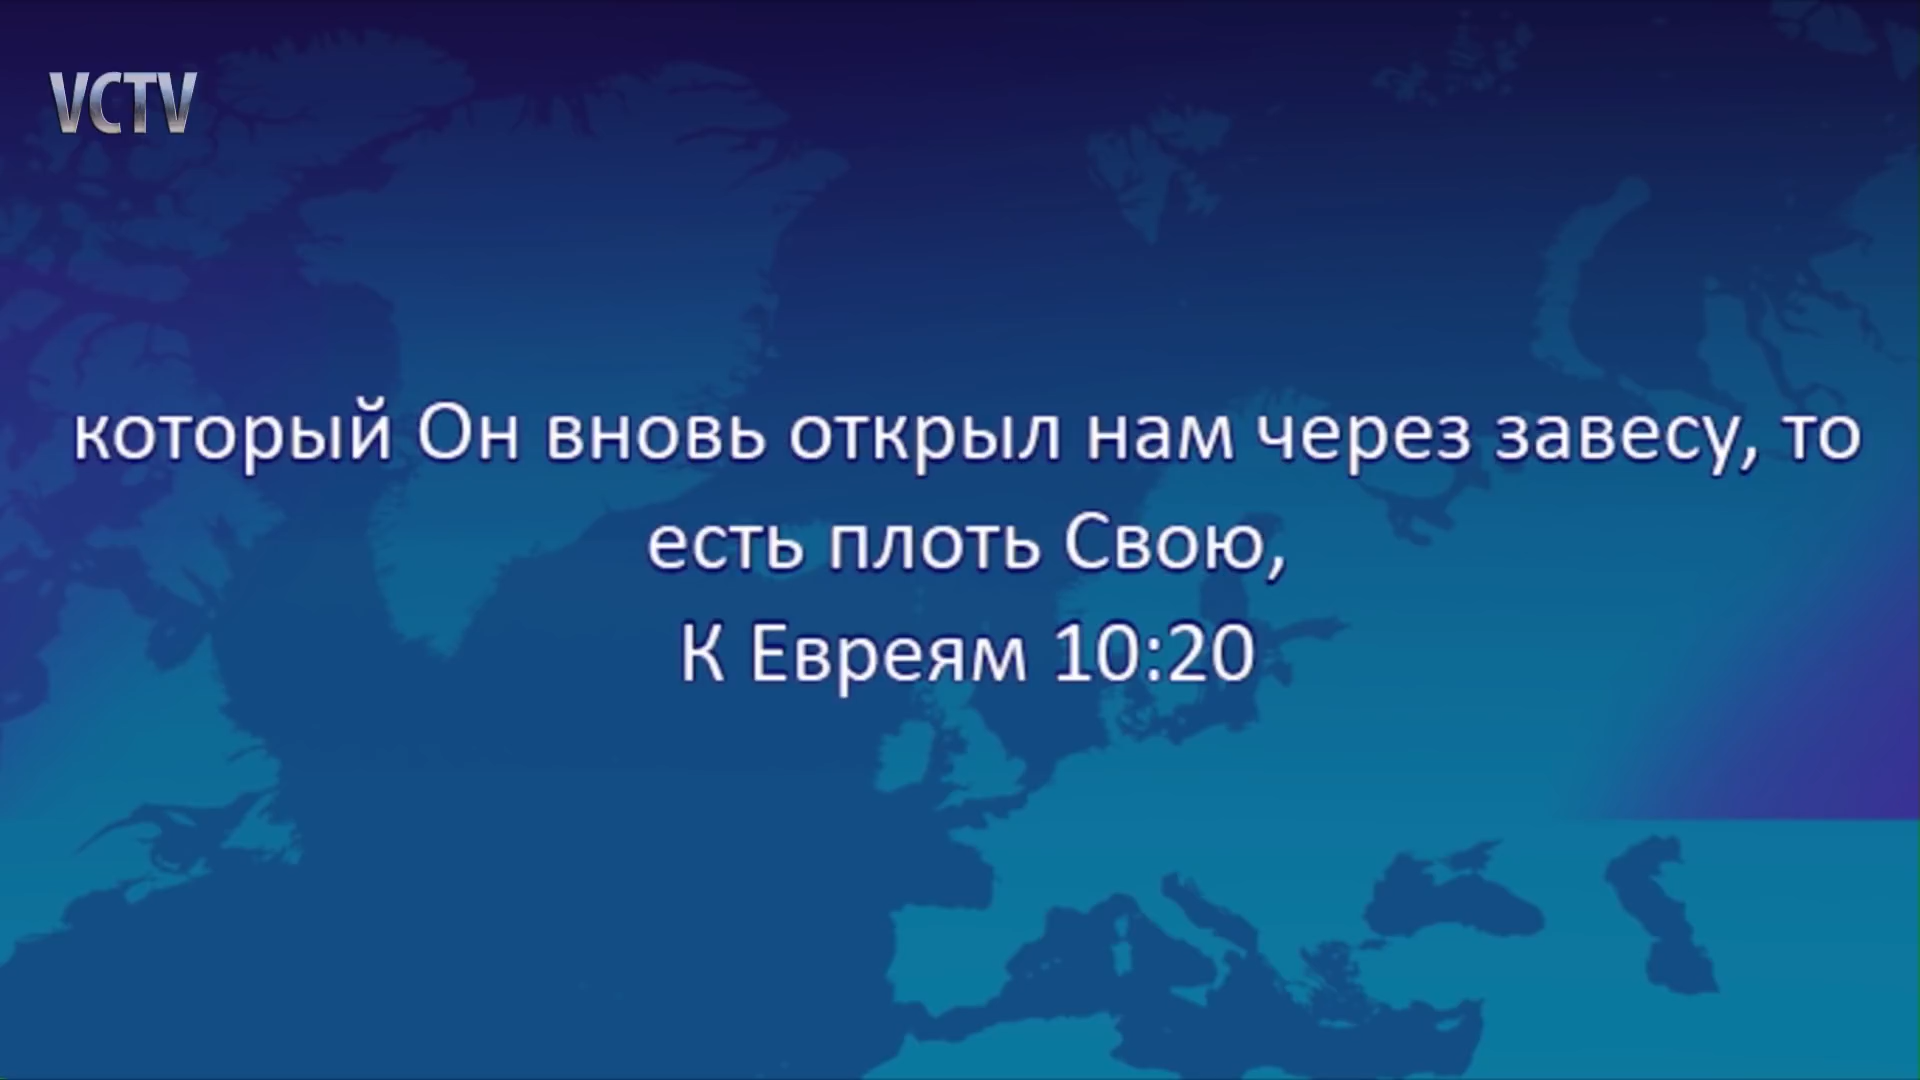 VCTV
который Он вновь открыл нам через завесу, то
есть плоть Свою,
К Евреям 10:20